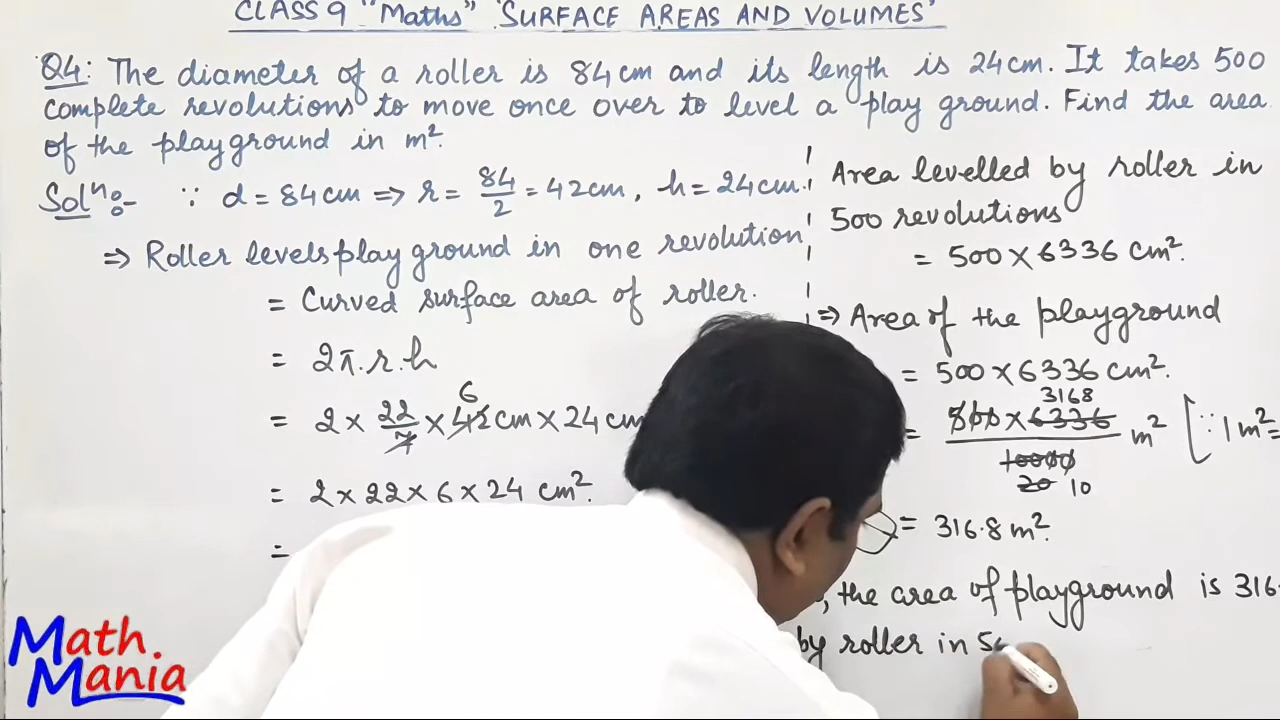 CLASS 9 "Maths" "SURFACE AREAS AND VOLUMES"
Q4: The diameter of a roller is 84 cm and its length is 24 cm. It takes 500
complete revolutions to move once over to level a play ground. Find the area
of the playground in m².
Solⁿ:- ∵ d = 84 cm ⇒ r = 84/2 = 42 cm, h = 24 cm.
⇒ Roller levels play ground in one revolution
= Curved surface area of roller.
= 2π.r.h
= 2 × 22/7 × 42 cm × 24 cm
6
= 2 × 22 × 6 × 24 cm².
=
Area levelled by roller in
500 revolutions
= 500 × 6336 cm².
⇒ Area of the playground
= 500 × 6336 cm².
3168
= 500 × 6336 / 10000 m² [∵ 1 m² =
20 10
= 316.8 m².
, the area of playground is 316.
by roller in
Math
Mania